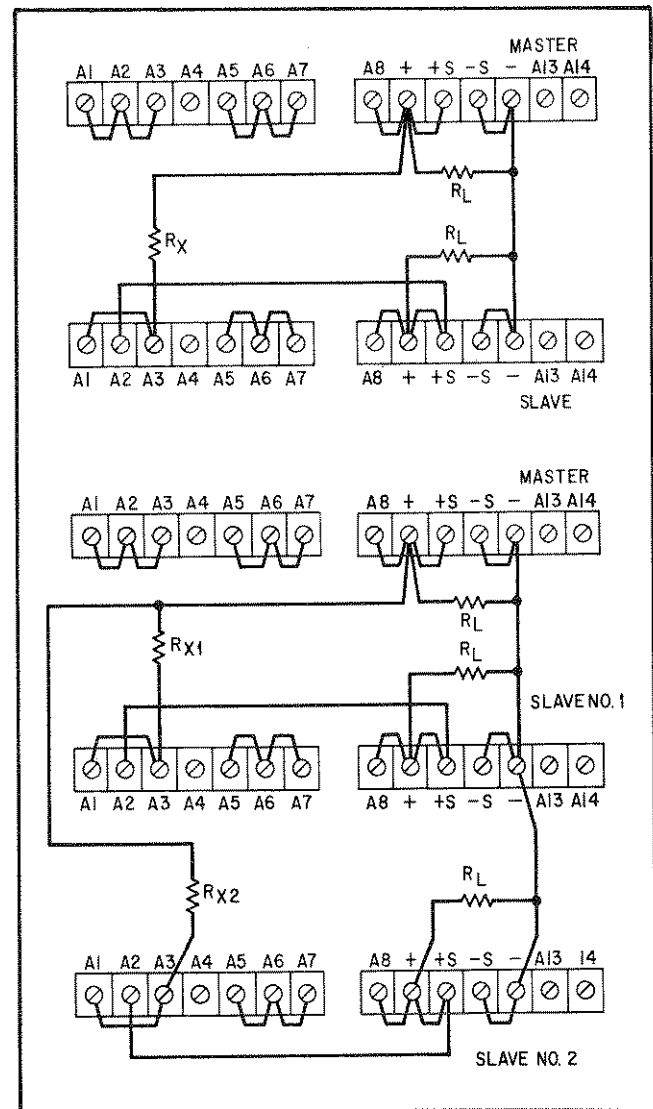 MASTER
A1 A2 A3 A4 A5 A6 A7 A8 + +S -S - A13 A14
RL
RX
RL
A1 A2 A3 A4 A5 A6 A7 A8 + +S -S - A13 A14
SLAVE
MASTER
A1 A2 A3 A4 A5 A6 A7 A8 + +S -S - A13 A14
RL
RX1
RL
SLAVE NO. 1
A1 A2 A3 A4 A5 A6 A7 A8 + +S -S - A13 A14
RX2
RL
A1 A2 A3 A4 A5 A6 A7 A8 + +S -S - A13 14
SLAVE NO. 2